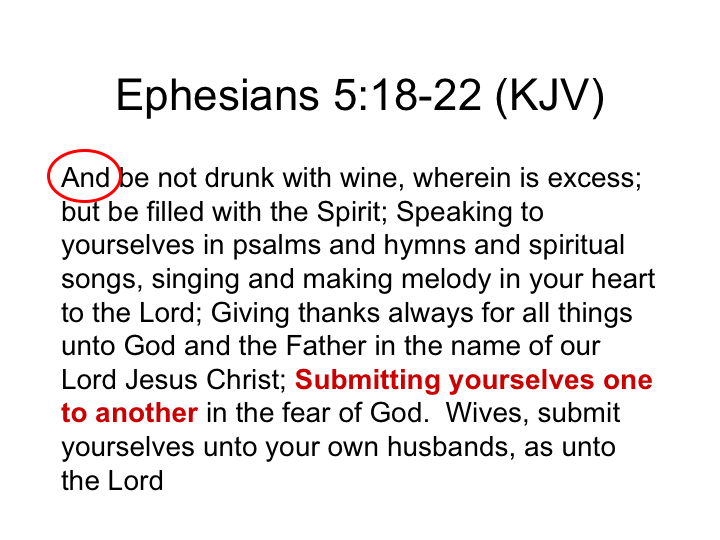 Ephesians 5:18-22 (KJV)
And be not drunk with wine, wherein is excess;
but be filled with the Spirit; Speaking to
yourselves in psalms and hymns and spiritual
songs, singing and making melody in your heart
to the Lord; Giving thanks always for all things
unto God and the Father in the name of our
Lord Jesus Christ; Submitting yourselves one
to another in the fear of God.  Wives, submit
yourselves unto your own husbands, as unto
the Lord